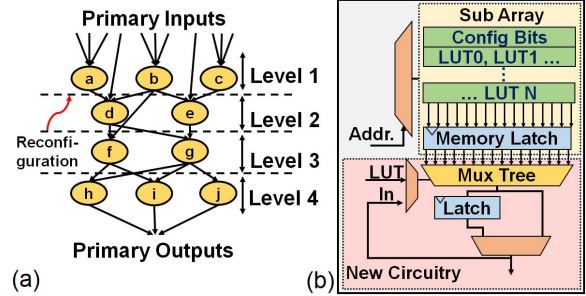 Primary Inputs
a
b
c
Level 1
d
e
Level 2
Reconfi-
guration
f
g
Level 3
h
i
j
Level 4
Primary Outputs
(a)
Sub Array
Config Bits
LUT0, LUT1 ...
... LUT N
Addr.
Memory Latch
LUT
In
Mux Tree
Latch
New Circuitry
(b)